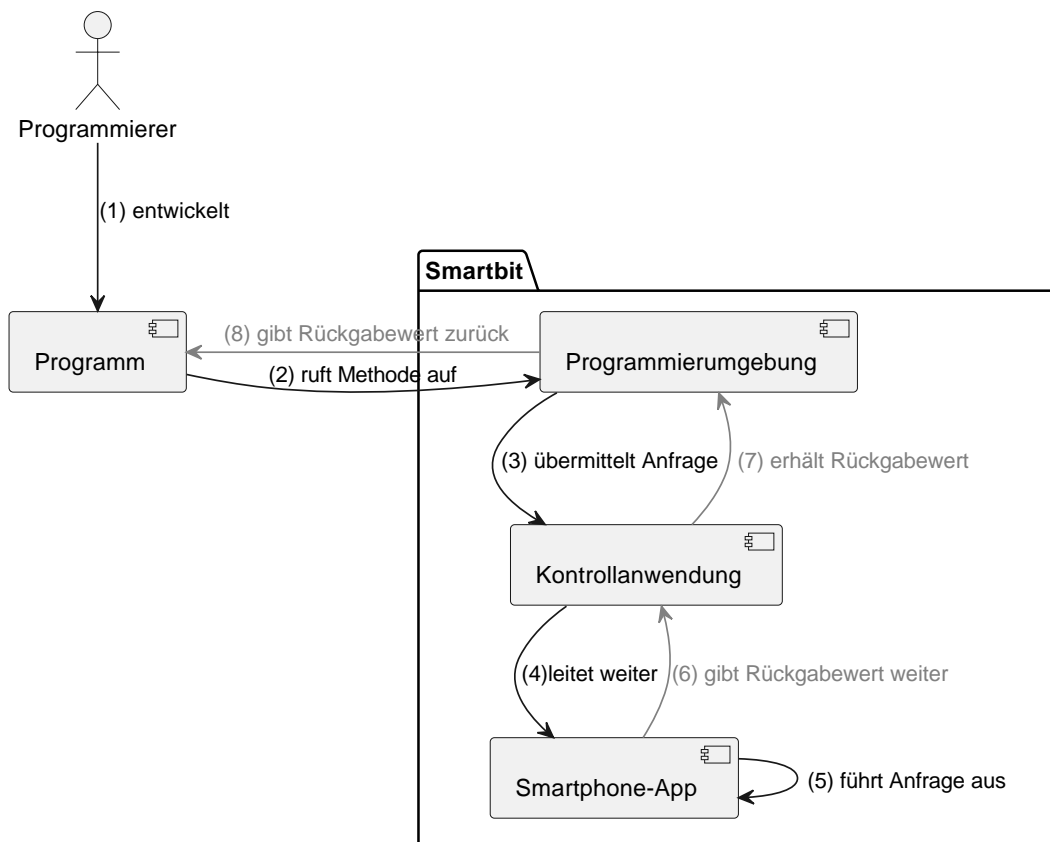 Programmierer
(1) entwickelt
Smartbit
(8) gibt Rückgabewert zurück
Programm
Programmierumgebung
(2) ruft Methode auf
(3) übermittelt Anfrage
(7) erhält Rückgabewert
Kontrollanwendung
(4)leitet weiter
(6) gibt Rückgabewert weiter
Smartphone-App
(5) führt Anfrage aus